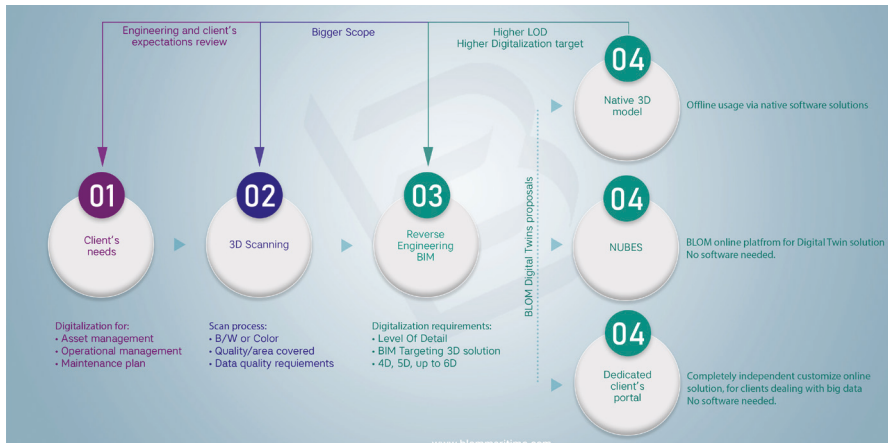 Engineering and client's
expectations review
Bigger Scope
Higher LOD
Higher Digitalization target
01
Client's
needs
02
3D Scanning
03
Reverse
Engineering
BIM
BLOM Digital Twins proposals
04
Native 3D
model
Offline usage via native software solutions
04
NUBES
BLOM online platfrom for Digital Twin solution
No software needed.
04
Dedicated
client's
portal
Completely independent customize online
solution, for clients dealing with big data
No software needed.
Digitalization for:
• Asset management
• Operational management
• Maintenance plan
Scan process:
• B/W or Color
• Quality/area covered
• Data quality requiements
Digitalization requirements:
• Level Of Detail
• BIM Targeting 3D solution
• 4D, 5D, up to 6D